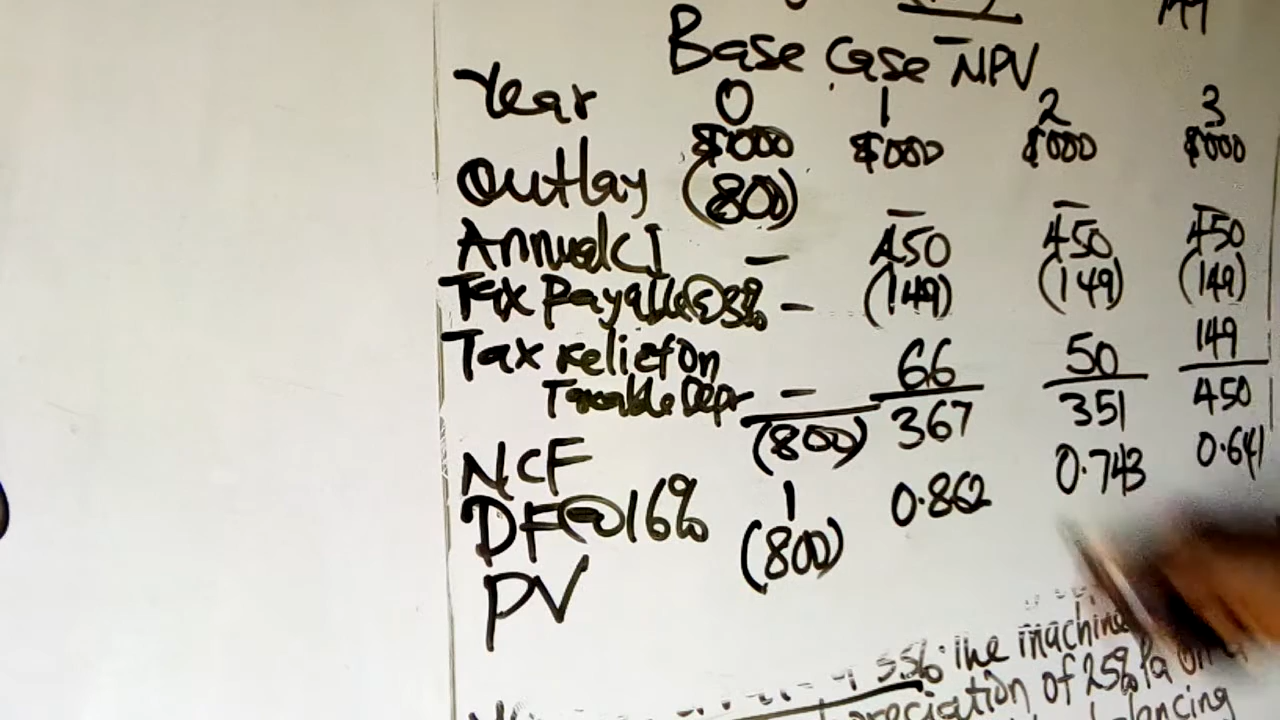 Base Case NPV
Year 0 1 2 3
$'000 $'000 $'000 $'000
Outlay (800) — — —
Annual CI — 450 450 450
Tax Payable@33% — (149) (149) (149)
Tax relief on 66 50 149
Taxable Depr —
NCF (800) 367 351 450
DF@16% 1 0.862 0.743 0.641
PV (800)
The machine
depreciation of 25% Pa on